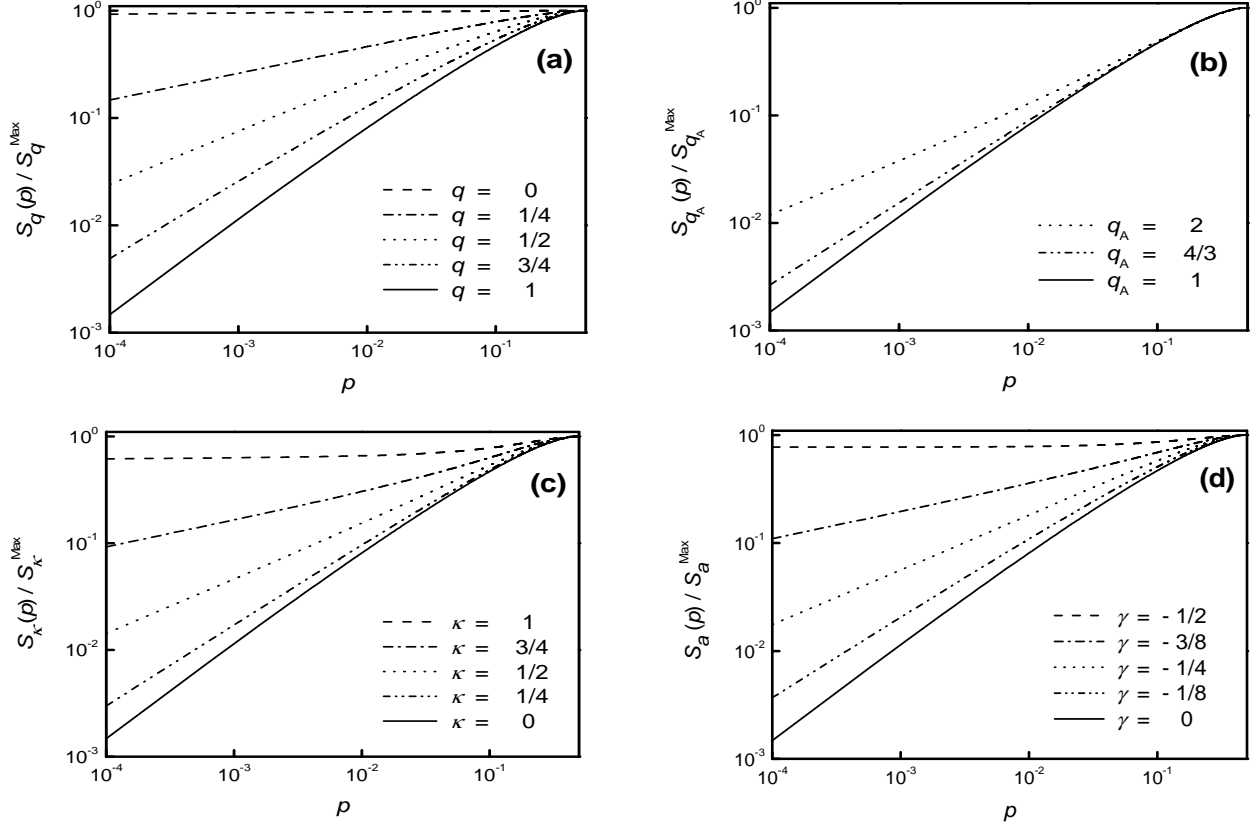 10^0
10^-1
10^-2
10^-3
S_q(p) / S_q^Max
(a)
q = 0
q = 1/4
q = 1/2
q = 3/4
q = 1
10^-4 10^-3 10^-2 10^-1
p
10^0
10^-1
10^-2
10^-3
S_q_A(p) / S_q_A^Max
(b)
q_A = 2
q_A = 4/3
q_A = 1
10^-4 10^-3 10^-2 10^-1
p
10^0
10^-1
10^-2
10^-3
S_κ(p) / S_κ^Max
(c)
κ = 1
κ = 3/4
κ = 1/2
κ = 1/4
κ = 0
10^-4 10^-3 10^-2 10^-1
p
10^0
10^-1
10^-2
10^-3
S_a(p) / S_a^Max
(d)
γ = - 1/2
γ = - 3/8
γ = - 1/4
γ = - 1/8
γ = 0
10^-4 10^-3 10^-2 10^-1
p